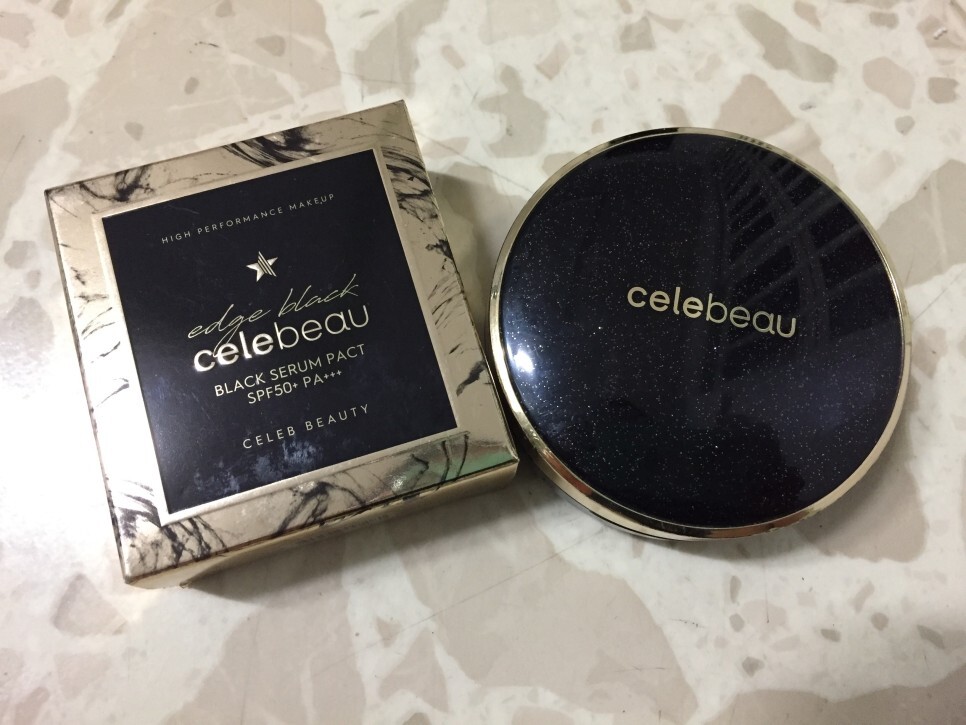 HIGH PERFORMANCE MAKEUP
edge black
celebeau
BLACK SERUM PACT
SPF50+ PA+++
CELEB BEAUTY
celebeau